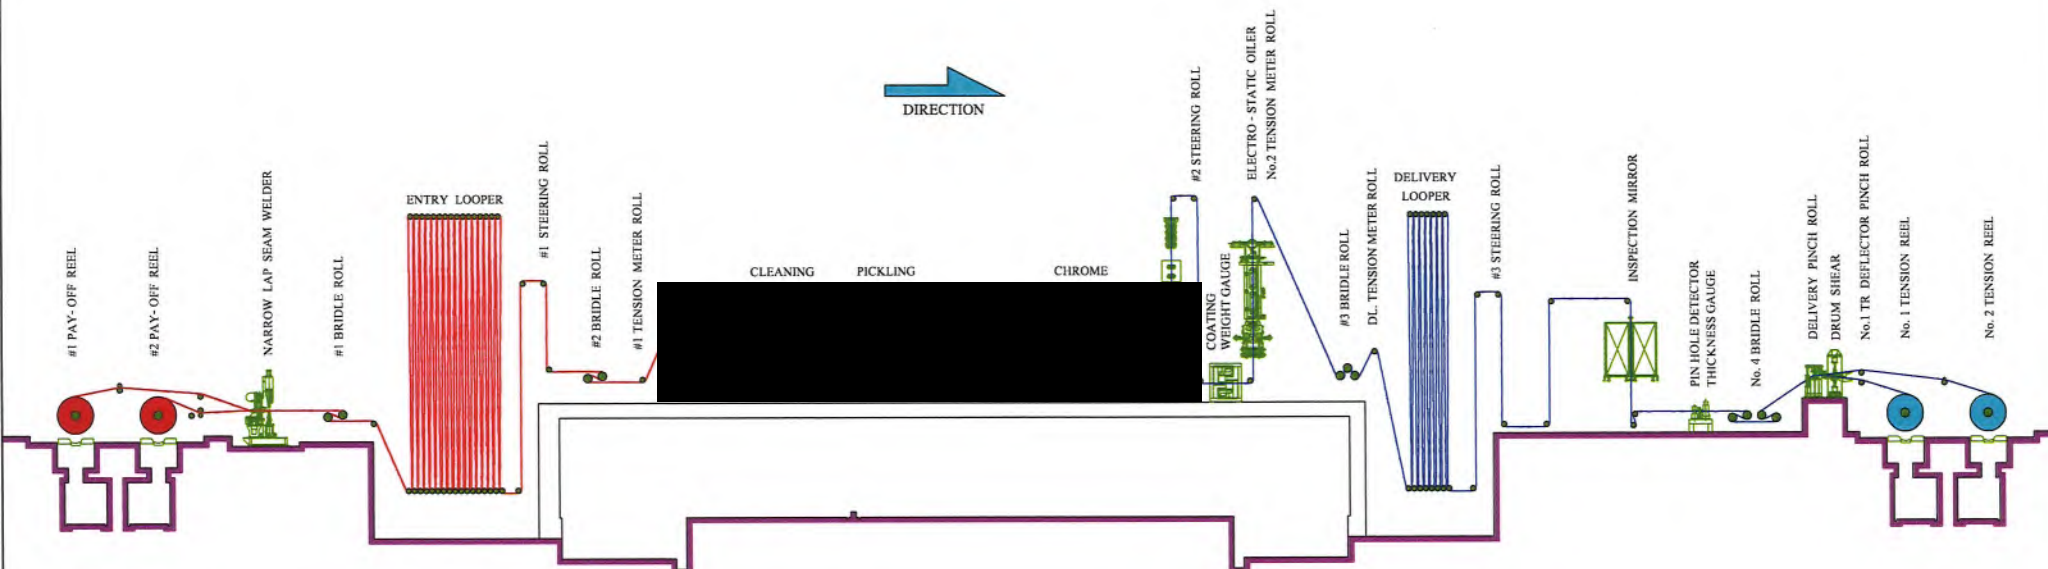 #1 PAY-OFF REEL
#2 PAY-OFF REEL
NARROW LAP SEAM WELDER
#1 BRIDLE ROLL
ENTRY LOOPER
#1 STEERING ROLL
#2 BRIDLE ROLL
#1 TENSION METER ROLL
CLEANING
PICKLING
DIRECTION
CHROME
#2 STEERING ROLL
COATING
WEIGHT GAUGE
ELECTRO - STATIC OILER
No.2 TENSION METER ROLL
#3 BRIDLE ROLL
DL. TENSION METER ROLL
DELIVERY
LOOPER
#3 STEERING ROLL
INSPECTION MIRROR
PIN HOLE DETECTOR
THICKNESS GAUGE
No. 4 BRIDLE ROLL
DELIVERY PINCH ROLL
DRUM SHEAR
No.1 TR DEFLECTOR PINCH ROLL
No. 1 TENSION REEL
No. 2 TENSION REEL